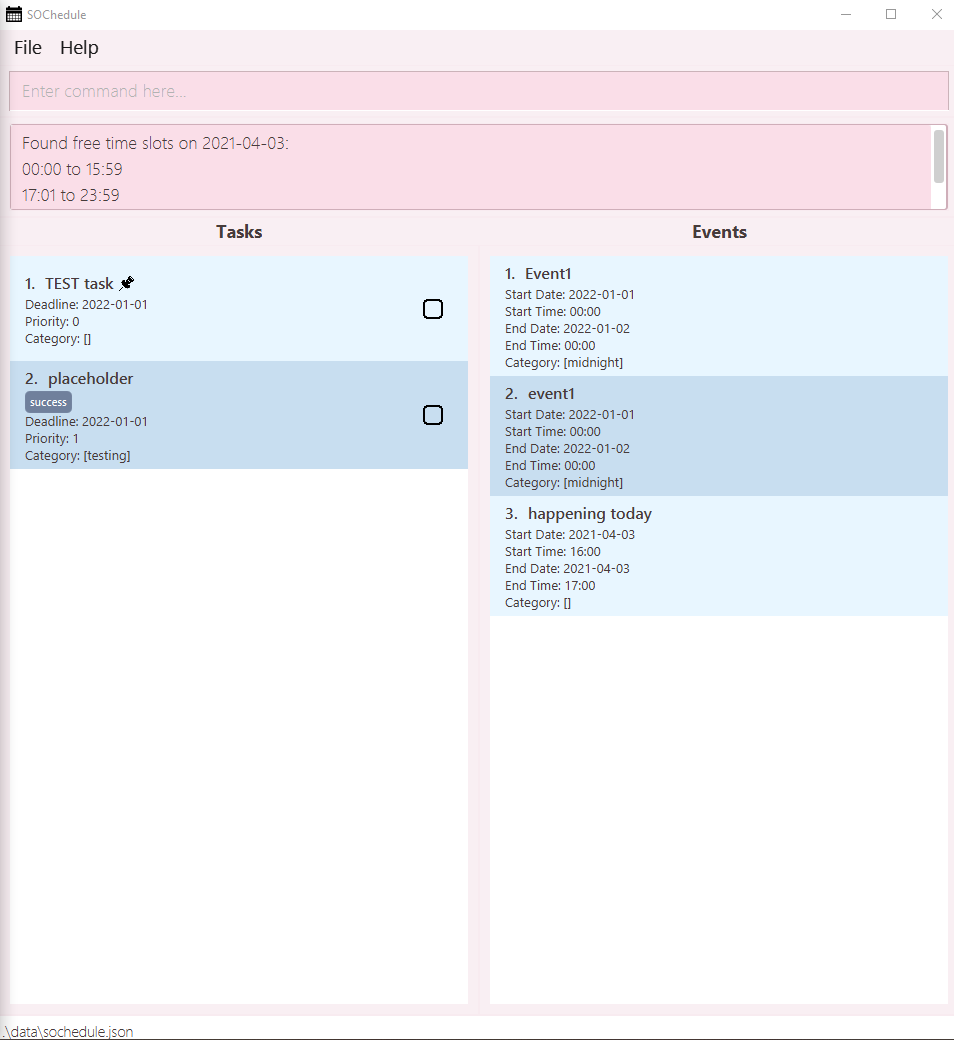 SOChedule
File Help
Enter command here...
Found free time slots on 2021-04-03:
00:00 to 15:59
17:01 to 23:59
Tasks
1. TEST task
Deadline: 2022-01-01
Priority: 0
Category: []
2. placeholder
success
Deadline: 2022-01-01
Priority: 1
Category: [testing]
Events
1. Event1
Start Date: 2022-01-01
Start Time: 00:00
End Date: 2022-01-02
End Time: 00:00
Category: [midnight]
2. event1
Start Date: 2022-01-01
Start Time: 00:00
End Date: 2022-01-02
End Time: 00:00
Category: [midnight]
3. happening today
Start Date: 2021-04-03
Start Time: 16:00
End Date: 2021-04-03
End Time: 17:00
Category: []
.\data\sochedule.json